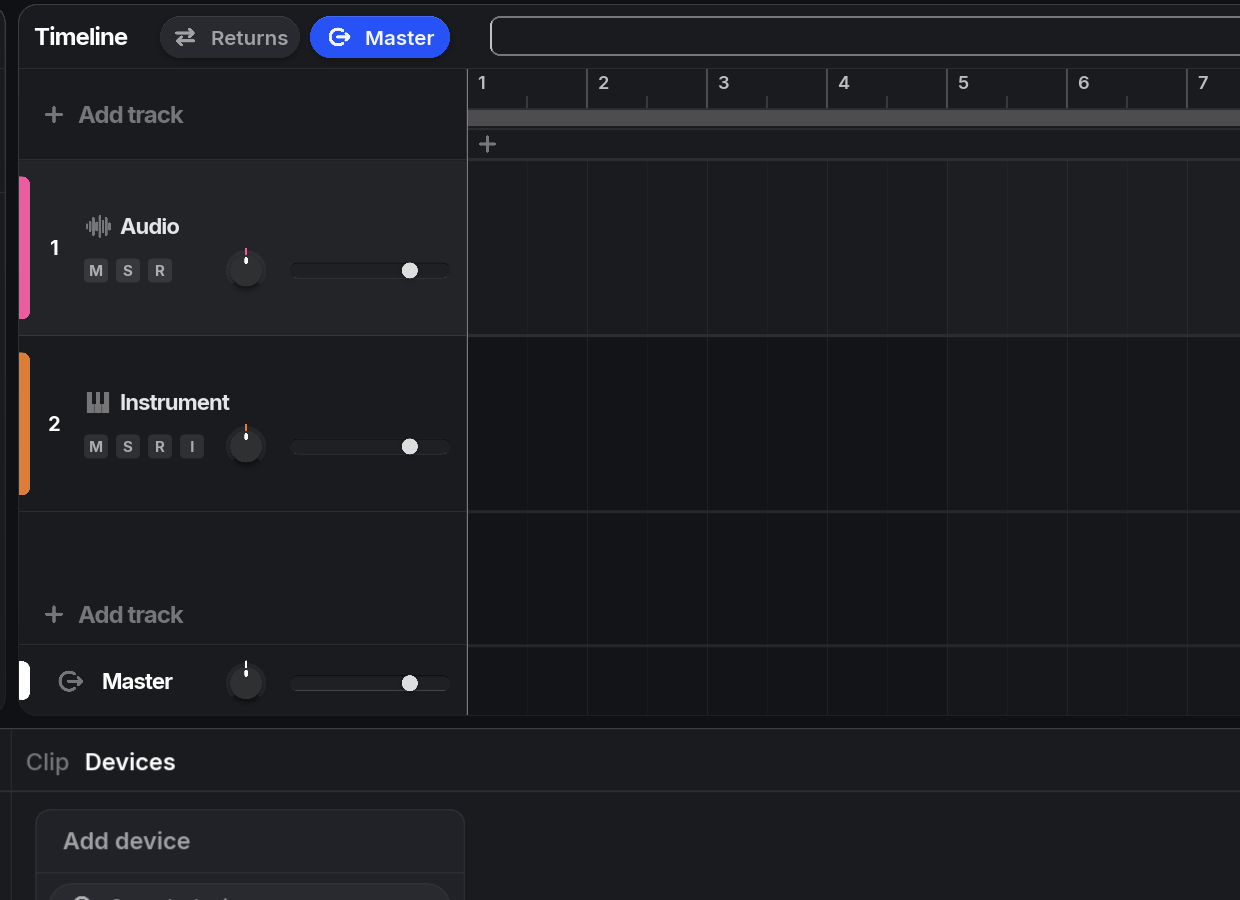 Timeline Returns Master
1 2 3 4 5 6 7
Add track
1 Audio
M S R
2 Instrument
M S R I
Add track
Master
Clip Devices
Add device